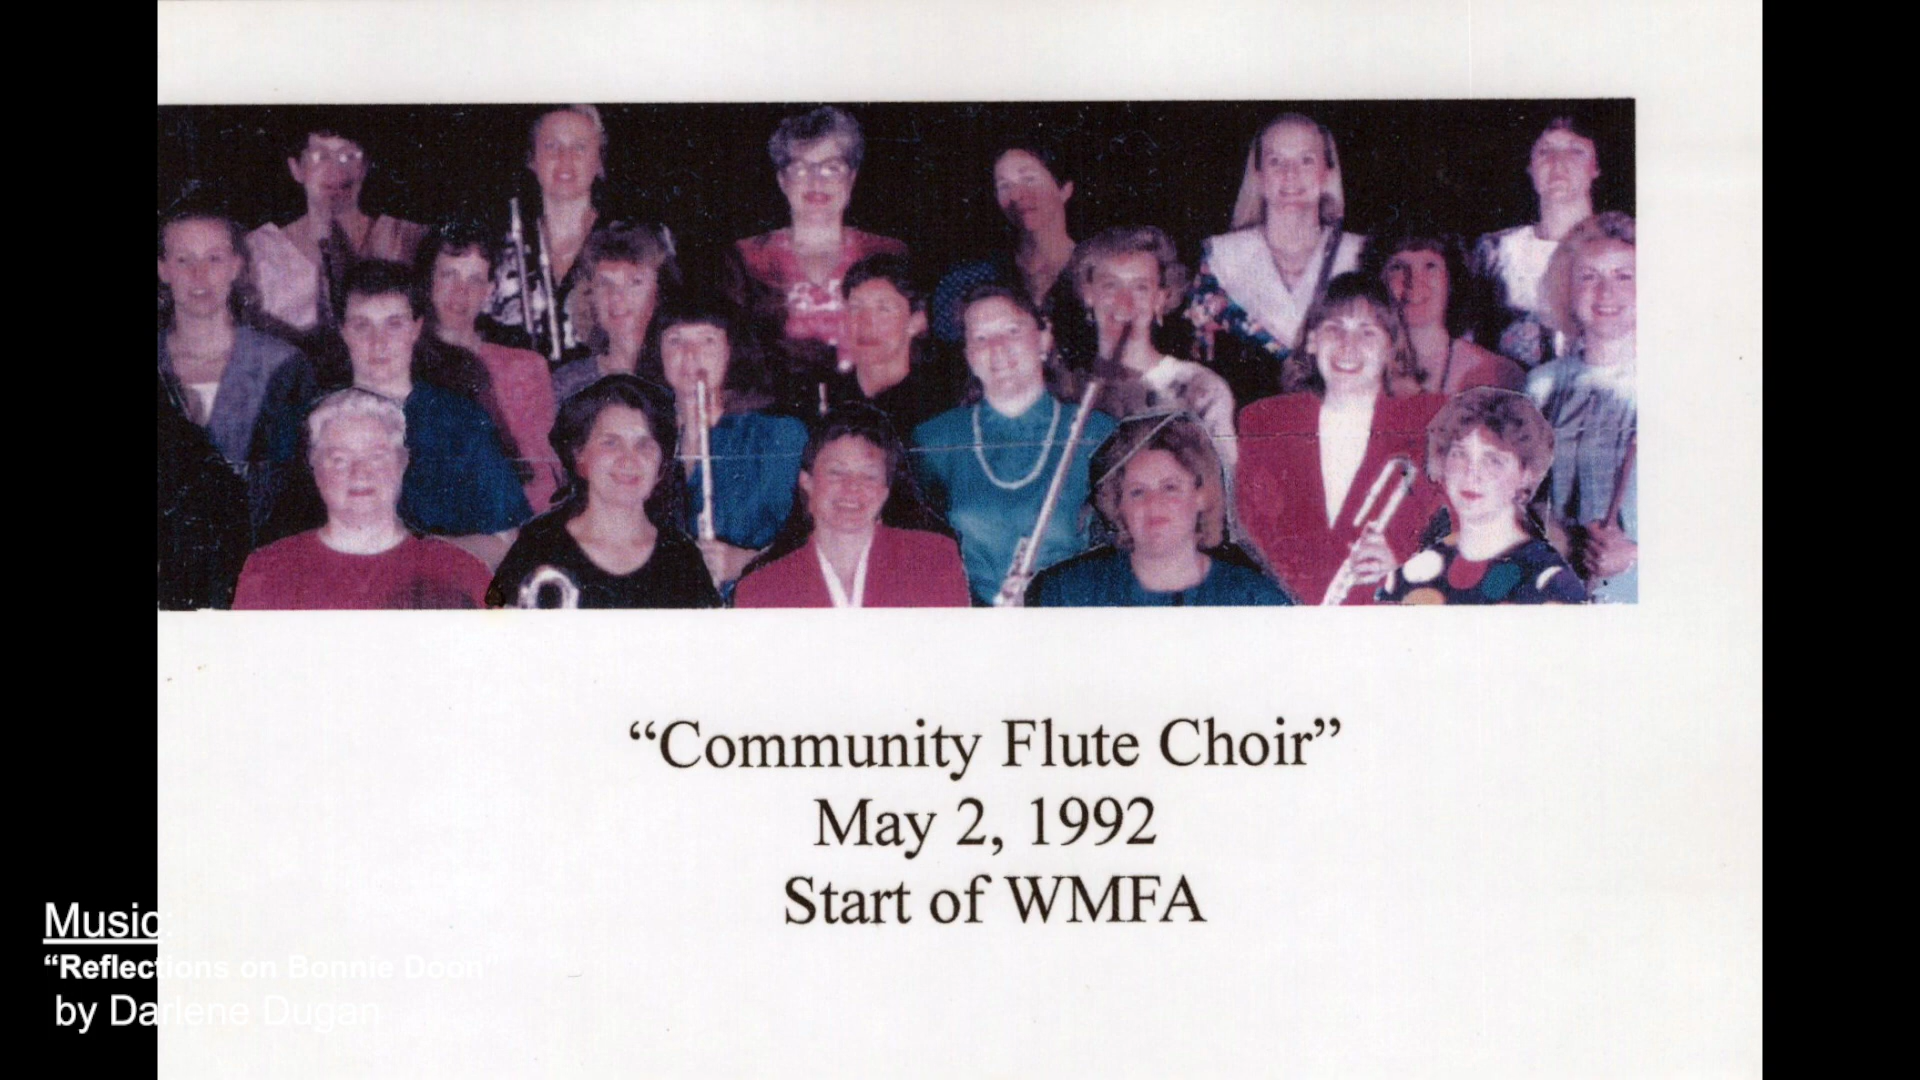 “Community Flute Choir”
May 2, 1992
Start of WMFA
Music:
“Reflections on Bonnie Doon”
by Darlene Dugan